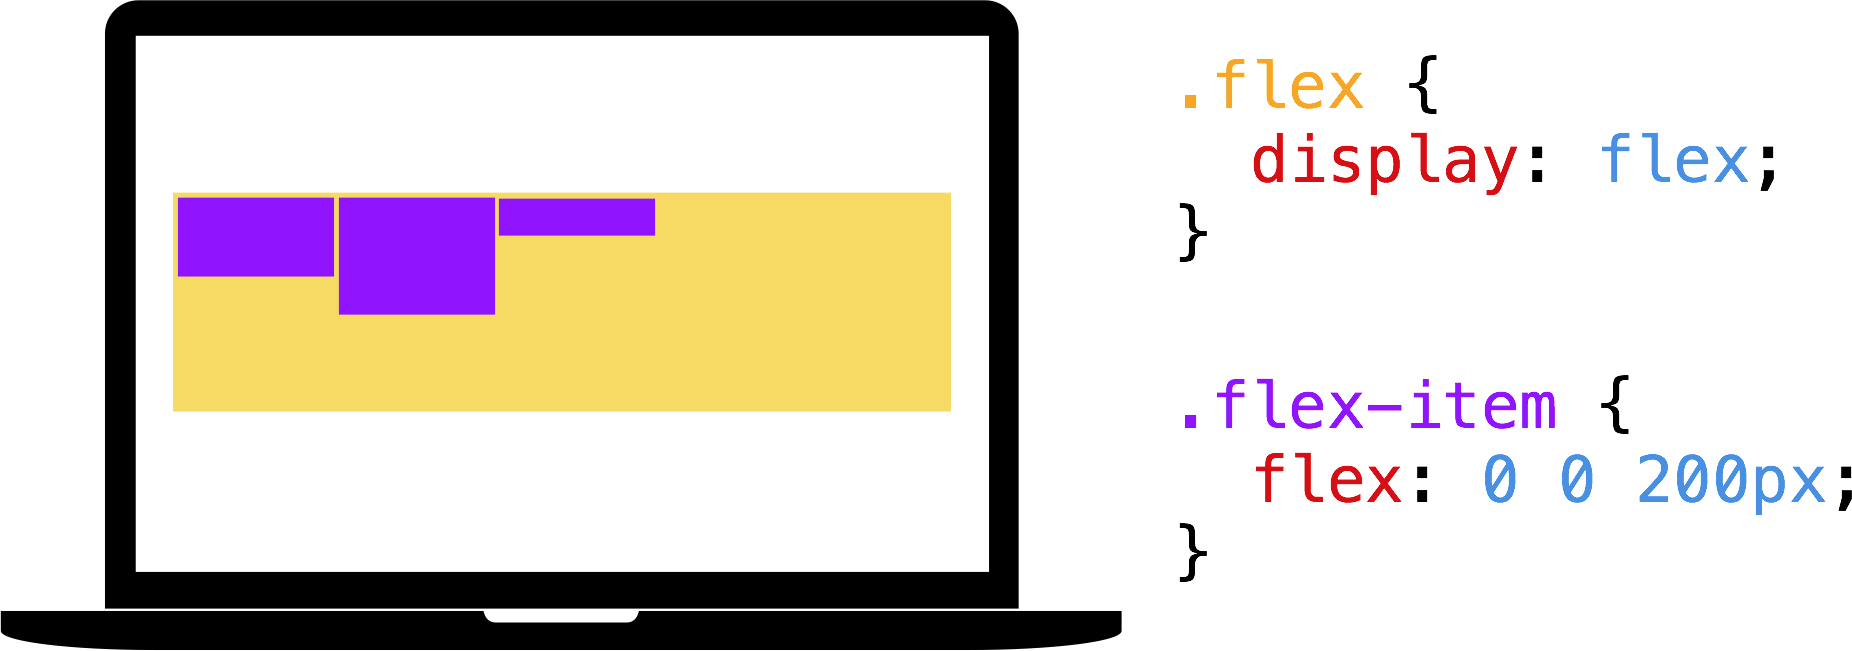 .flex {
  display: flex;
}
.flex-item {
  flex: 0 0 200px;
}